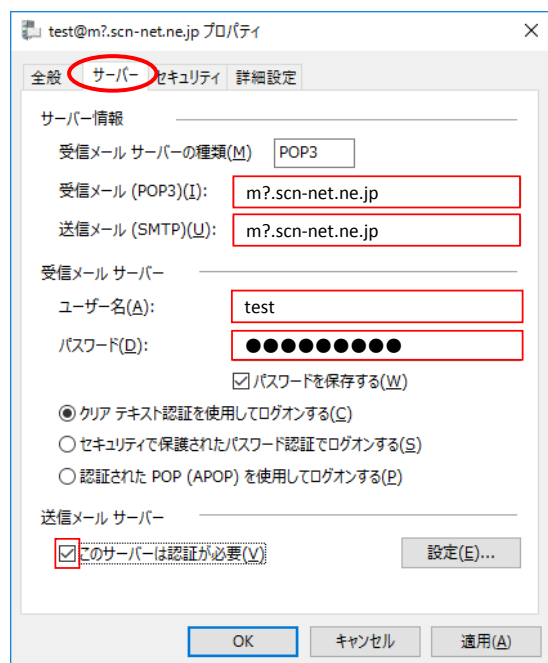 test@m?.scn-net.ne.jp プロパティ
全般 サーバー セキュリティ 詳細設定
サーバー情報
受信メール サーバーの種類(M) POP3
受信メール (POP3)(I): m?.scn-net.ne.jp
送信メール (SMTP)(U): m?.scn-net.ne.jp
受信メール サーバー
ユーザー名(A): test
パスワード(D): ●●●●●●●●●
パスワードを保存する(W)
クリア テキスト認証を使用してログオンする(C)
セキュリティで保護されたパスワード認証でログオンする(S)
認証された POP (APOP) を使用してログオンする(P)
送信メール サーバー
このサーバーは認証が必要(V) 設定(E)...
OK キャンセル 適用(A)